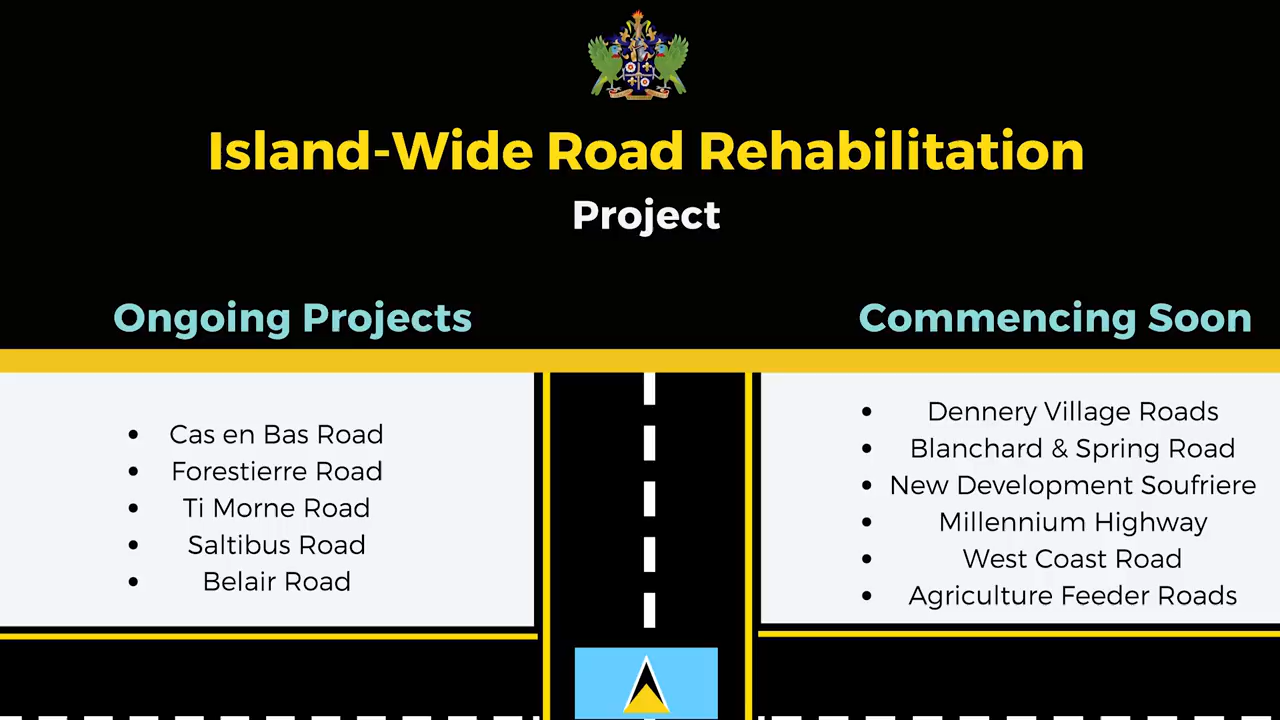 Island-Wide Road Rehabilitation
Project
Ongoing Projects
• Cas en Bas Road
• Forestierre Road
• Ti Morne Road
• Saltibus Road
• Belair Road
Commencing Soon
• Dennery Village Roads
• Blanchard & Spring Road
• New Development Soufriere
• Millennium Highway
• West Coast Road
• Agriculture Feeder Roads